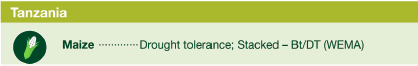 Tanzania
Maize ············· Drought tolerance; Stacked – Bt/DT (WEMA)